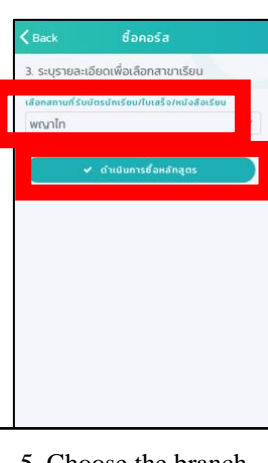 Back ซื้อคอร์ส
3. ระบุรายละเอียดเพื่อเลือกสาขาเรียน
เลือกสถานที่รับบัตรนักเรียน/ใบเสร็จ/หนังสือเรียน
พญาไท
✓ ดำเนินการซื้อหลักสูตร
5. Choose the branch